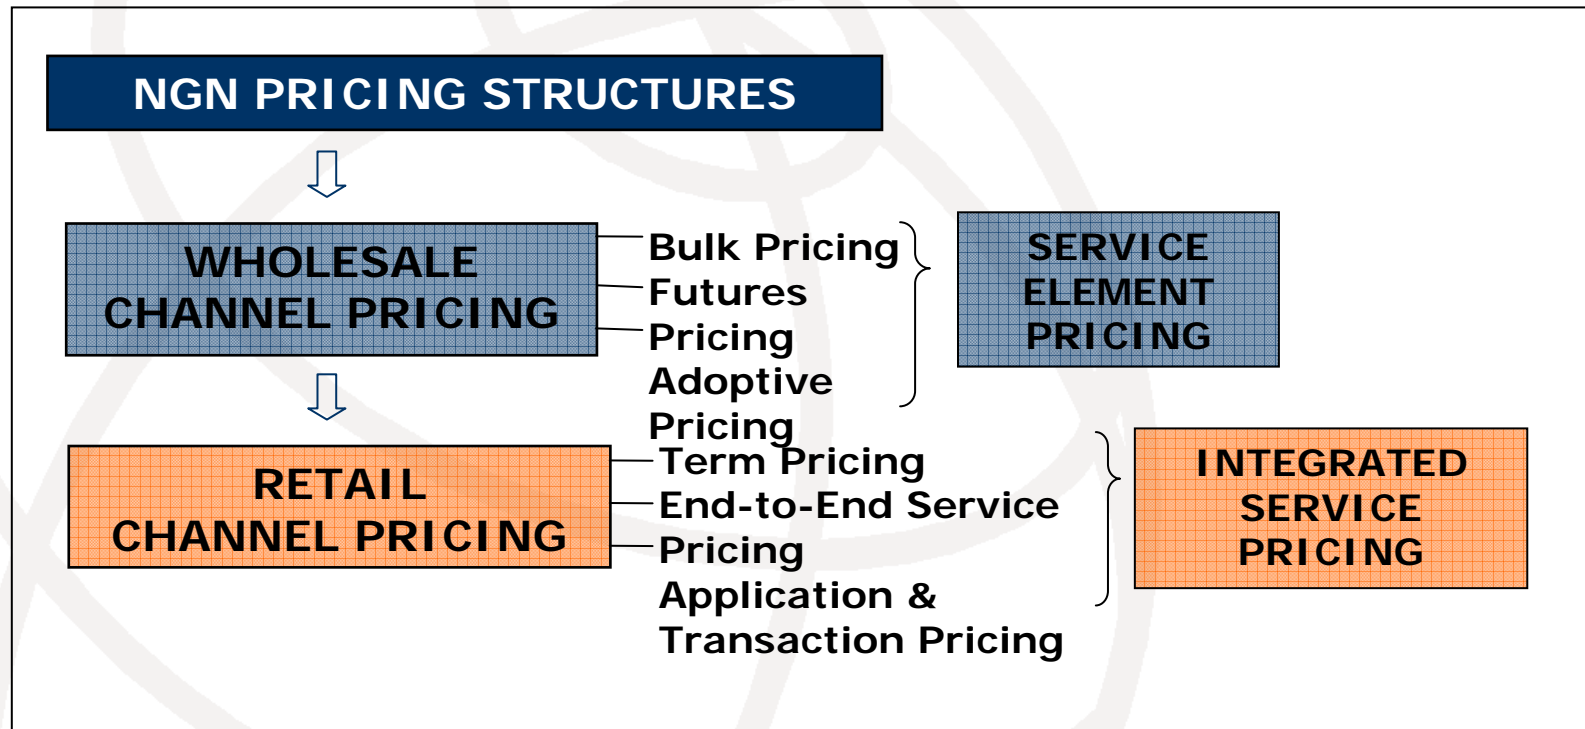 NGN PRICING STRUCTURES
WHOLESALE
CHANNEL PRICING
Bulk Pricing
Futures
Pricing
Adoptive
Pricing
SERVICE
ELEMENT
PRICING
RETAIL
CHANNEL PRICING
Term Pricing
End-to-End Service
Pricing
Application &
Transaction Pricing
INTEGRATED
SERVICE
PRICING